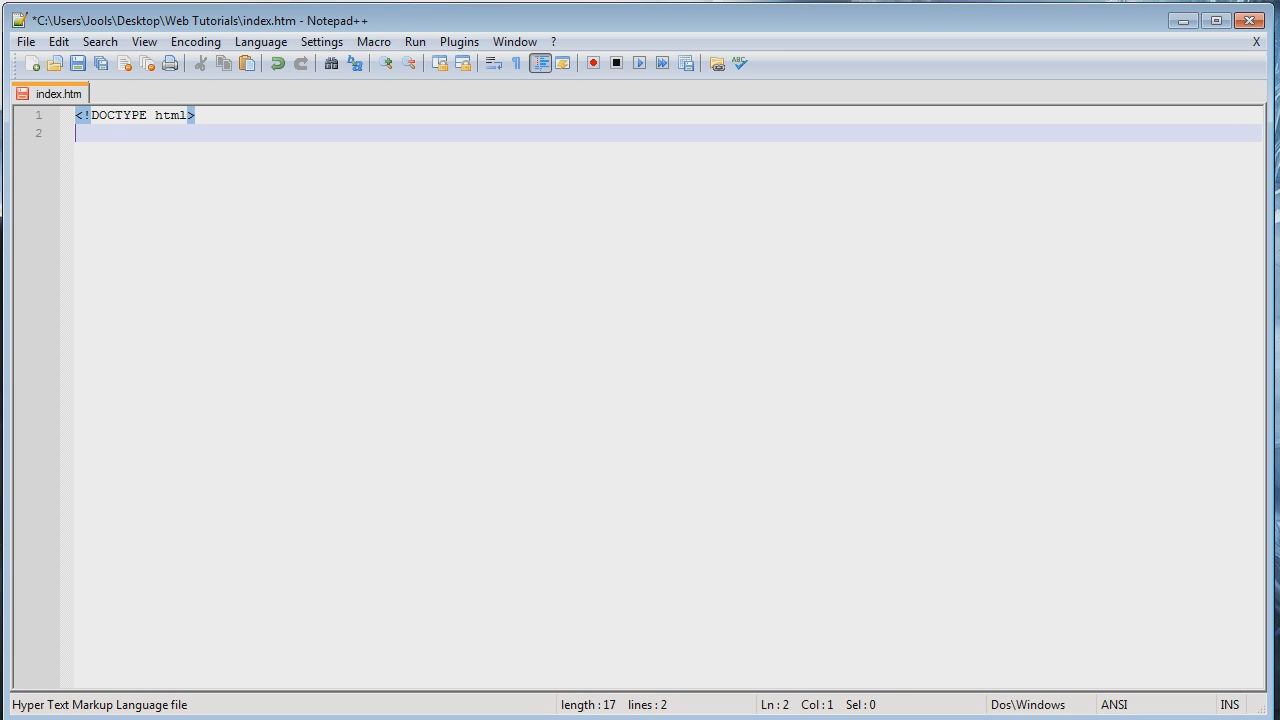 *C:\Users\Jools\Desktop\Web Tutorials\index.htm - Notepad++
File Edit Search View Encoding Language Settings Macro Run Plugins Window ? X
ABC
index.htm
1 <!DOCTYPE html>
2
Hyper Text Markup Language file length : 17 lines : 2 Ln : 2 Col : 1 Sel : 0 Dos\Windows ANSI INS